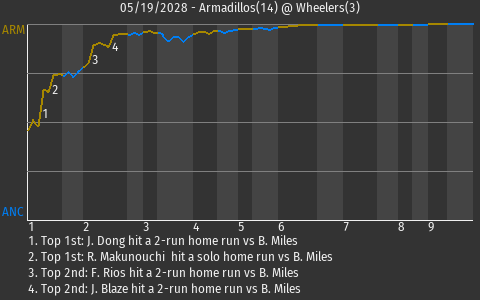 05/19/2028 - Armadillos(14) @ Wheelers(3)
ARM
4
3
2
1
ANC
1 2 3 4 5 6 7 8 9
1. Top 1st: J. Dong hit a 2-run home run vs B. Miles
2. Top 1st: R. Makunouchi  hit a solo home run vs B. Miles
3. Top 2nd: F. Rios hit a 2-run home run vs B. Miles
4. Top 2nd: J. Blaze hit a 2-run home run vs B. Miles